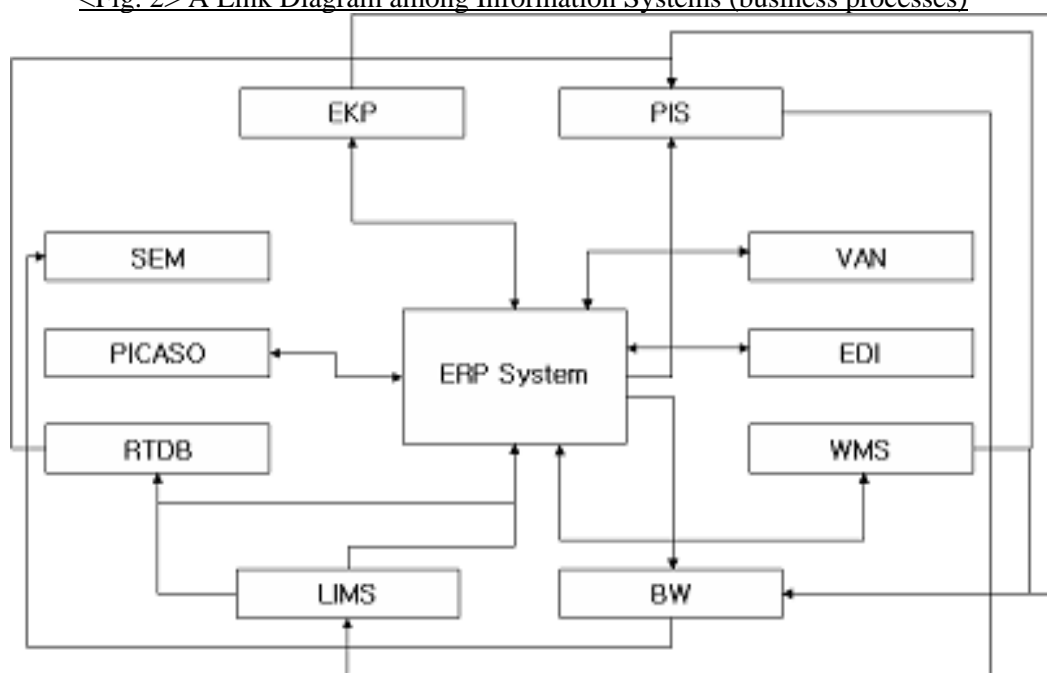 <Fig. 2> A Link Diagram among Information Systems (business processes)
EKP
PIS
SEM
VAN
PICASO
ERP System
EDI
RTDB
WMS
LIMS
BW